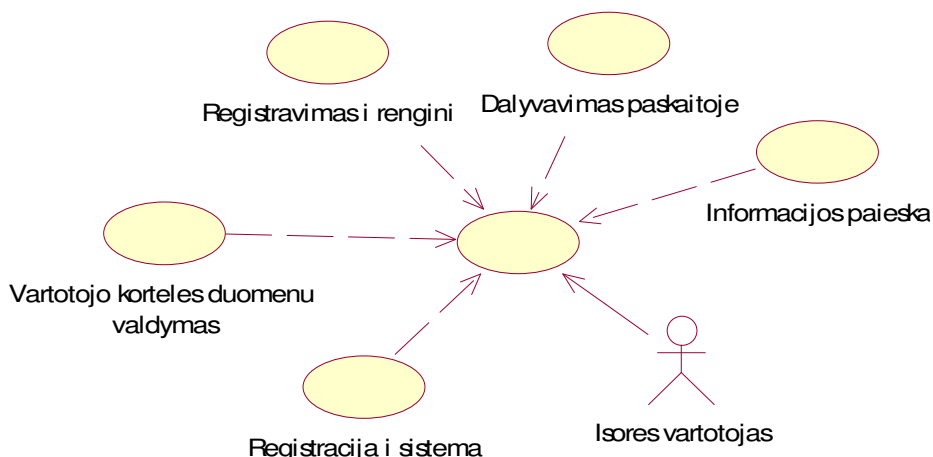 Registravimas i rengini
Dalyvavimas paskaitoje
Informacijos paieska
Vartotojo korteles duomenu
valdymas
Registracija i sistema
Isores vartotojas